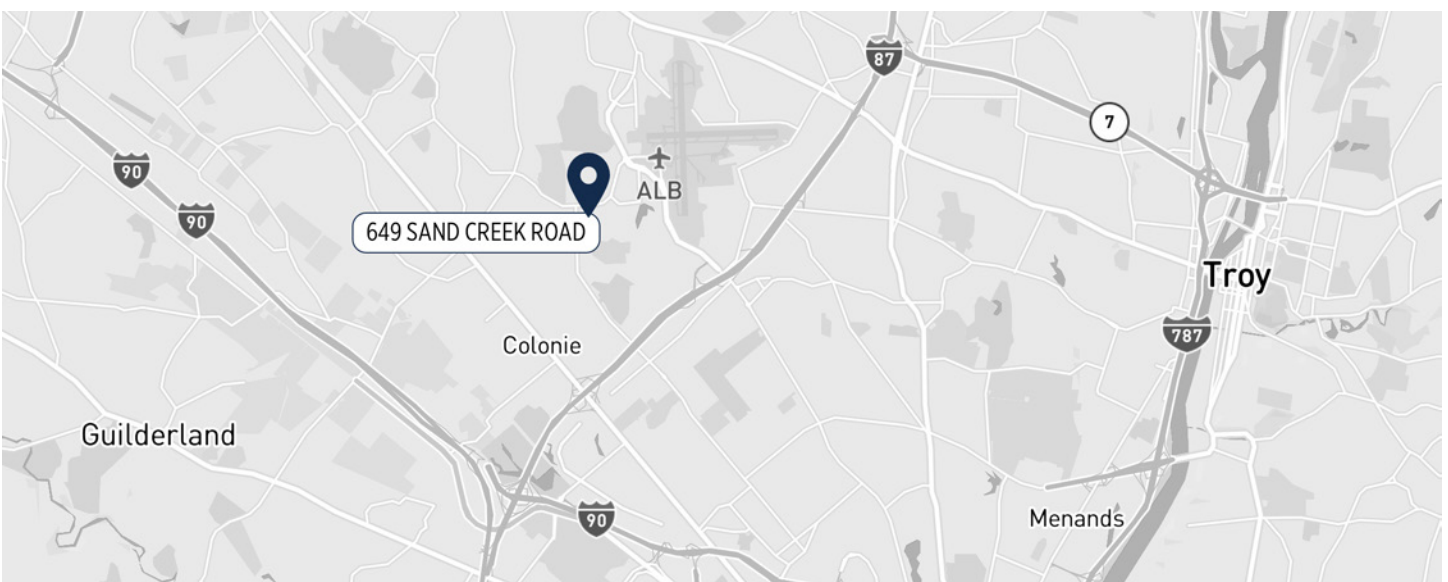 87
7
90
ALB
90
649 SAND CREEK ROAD
Troy
787
Colonie
Guilderland
90
Menands